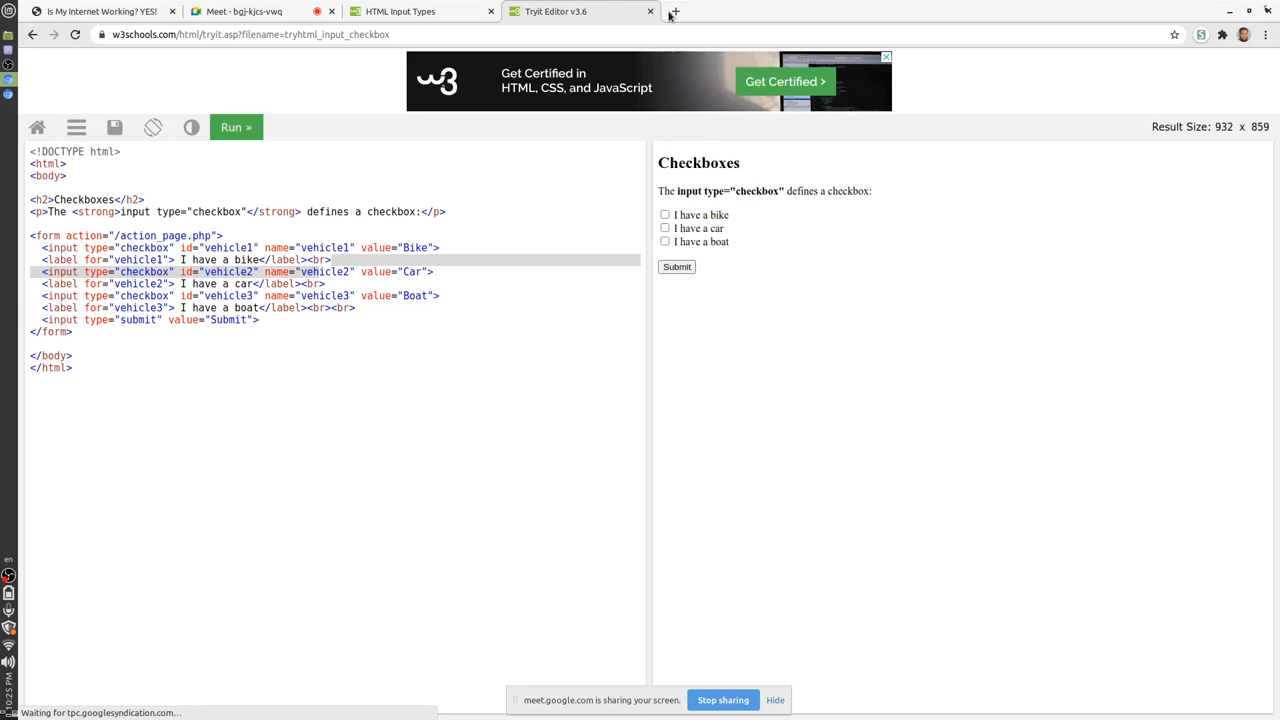 Is My Internet Working? YES!
Meet - bgj-kjcs-vwq
HTML Input Types
Tryit Editor v3.6
w3schools.com/html/tryit.asp?filename=tryhtml_input_checkbox
Get Certified in
HTML, CSS, and JavaScript
Get Certified >
Run »
Result Size: 932 x 859
<!DOCTYPE html>
<html>
<body>
<h2>Checkboxes</h2>
<p>The <strong>input type="checkbox"</strong> defines a checkbox:</p>
<form action="/action_page.php">
<input type="checkbox" id="vehicle1" name="vehicle1" value="Bike">
<label for="vehicle1"> I have a bike</label><br>
<input type="checkbox" id="vehicle2" name="vehicle2" value="Car">
<label for="vehicle2"> I have a car</label><br>
<input type="checkbox" id="vehicle3" name="vehicle3" value="Boat">
<label for="vehicle3"> I have a boat</label><br><br>
<input type="submit" value="Submit">
</form>
</body>
</html>
Checkboxes
The input type="checkbox" defines a checkbox:
I have a bike
I have a car
I have a boat
Submit
en
10:25 PM
meet.google.com is sharing your screen.
Stop sharing
Hide
Waiting for tpc.googlesyndication.com...